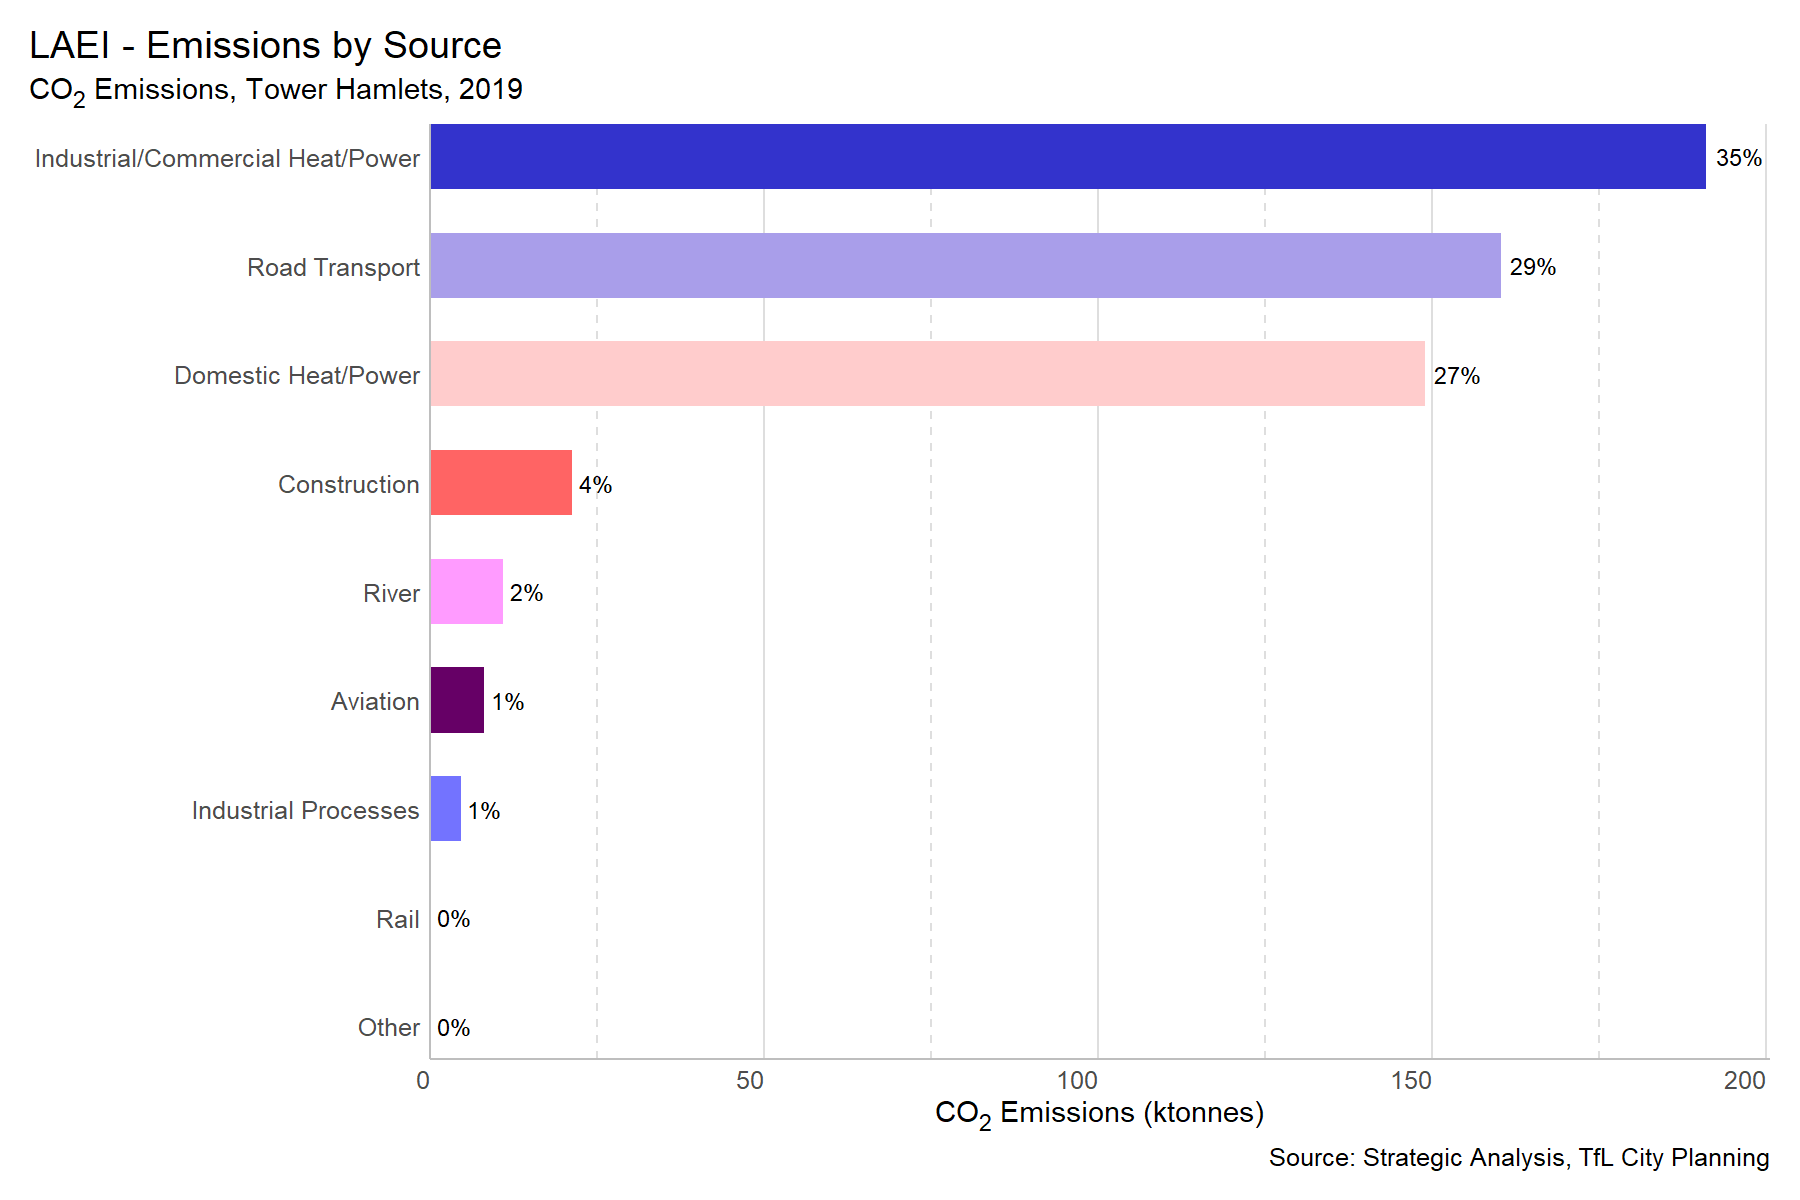 LAEI - Emissions by Source
CO₂ Emissions, Tower Hamlets, 2019
Industrial/Commercial Heat/Power 35%
Road Transport 29%
Domestic Heat/Power 27%
Construction 4%
River 2%
Aviation 1%
Industrial Processes 1%
Rail 0%
Other 0%
0 50 100 150 200
CO₂ Emissions (ktonnes)
Source: Strategic Analysis, TfL City Planning